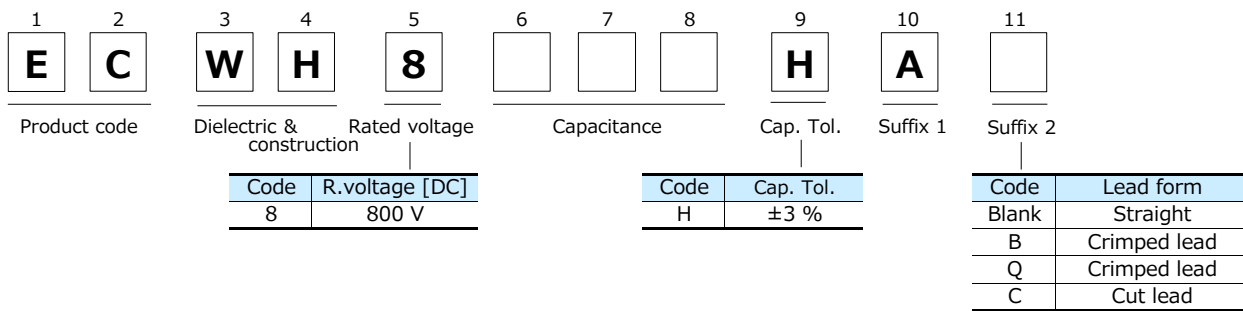 1 2 3 4 5 6 7 8 9 10 11
E C W H 8 H A
Product code Dielectric & construction Rated voltage Capacitance Cap. Tol. Suffix 1 Suffix 2
Code R.voltage [DC]
8 800 V
Code Cap. Tol.
H ±3 %
Code Lead form
Blank Straight
B Crimped lead
Q Crimped lead
C Cut lead